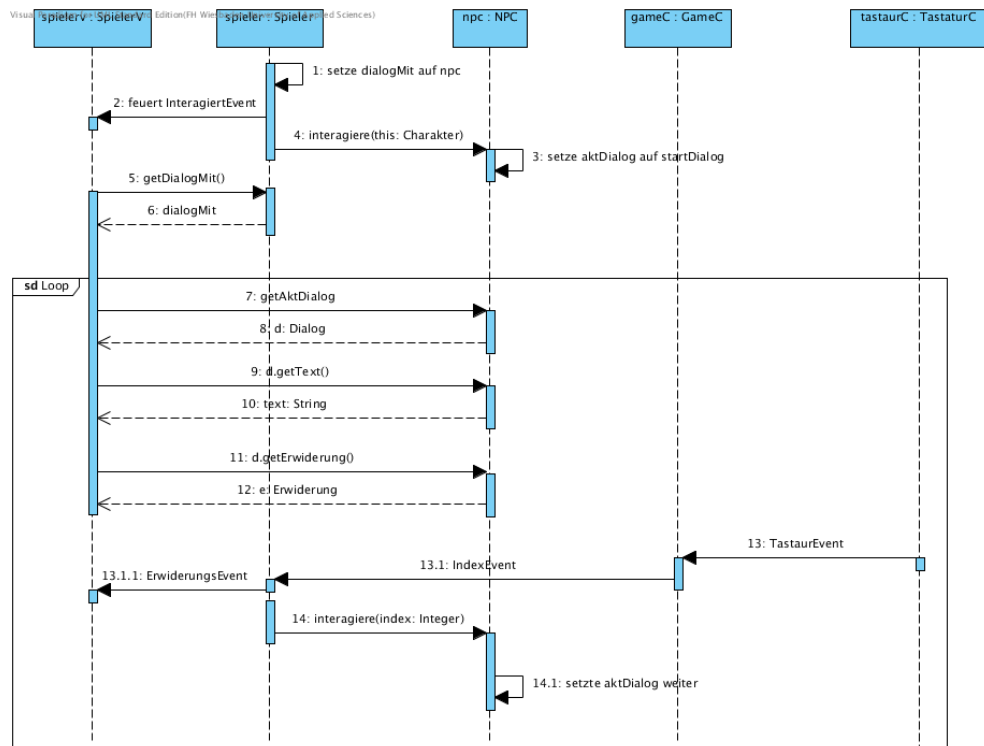 spielerv : SpielerV
spieler : Spieler
npc : NPC
gameC : GameC
tastaurC : TastaturC
1: setze dialogMit auf npc
2: feuert InteragiertEvent
4: interagiere(this: Charakter)
3: setze aktDialog auf startDialog
5: getDialogMit()
6: dialogMit
sd Loop
7: getAktDialog
8: d: Dialog
9: d.getText()
10: text: String
11: d.getErwiderung()
12: e: Erwiderung
13: TastaurEvent
13.1: IndexEvent
13.1.1: ErwiderungsEvent
14: interagiere(index: Integer)
14.1: setzte aktDialog weiter